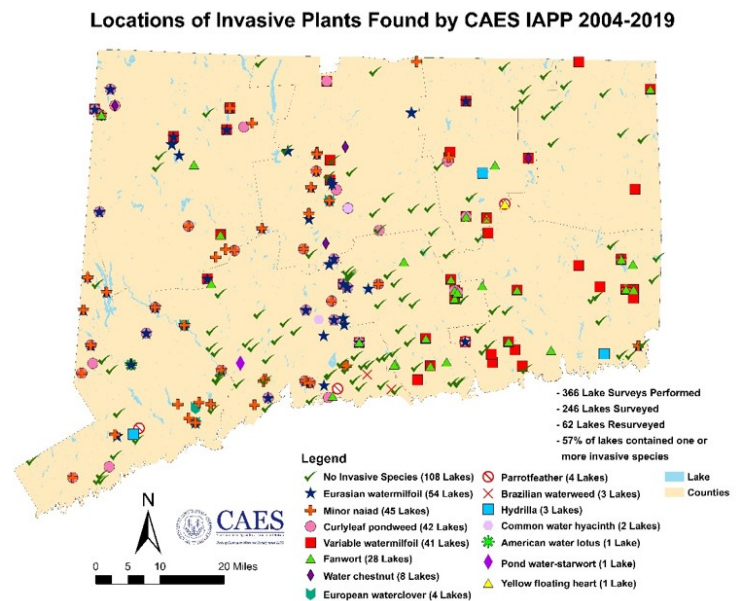 Locations of Invasive Plants Found by CAES IAPP 2004-2019
- 366 Lake Surveys Performed
- 246 Lakes Surveyed
- 62 Lakes Resurveyed
- 57% of lakes contained one or
more invasive species
Legend
No Invasive Species (108 Lakes)
Eurasian watermilfoil (54 Lakes)
Minor naiad (45 Lakes)
Curlyleaf pondweed (42 Lakes)
Variable watermilfoil (41 Lakes)
Fanwort (28 Lakes)
Water chestnut (8 Lakes)
European waterclover (4 Lakes)
Parrotfeather (4 Lakes)
Brazilian waterweed (3 Lakes)
Hydrilla (3 Lakes)
Common water hyacinth (2 Lakes)
American water lotus (1 Lake)
Pond water-starwort (1 Lake)
Yellow floating heart (1 Lake)
Lake
Counties
N
CAES
0 5 10 20 Miles